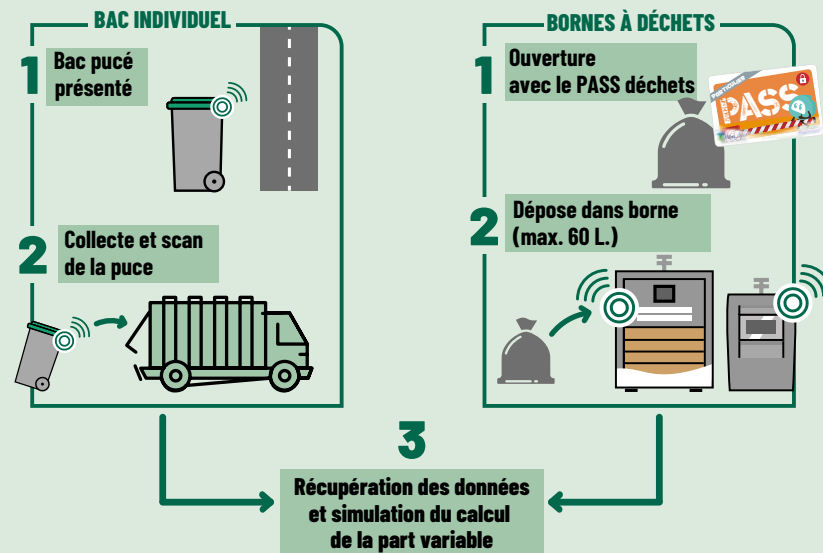 BAC INDIVIDUEL
1
Bac pucé
présenté
2
Collecte et scan
de la puce
BORNES À DÉCHETS
1
Ouverture
avec le PASS déchets
PARTICULIER
PASS
2
Dépose dans borne
(max. 60 L.)
3
Récupération des données
et simulation du calcul
de la part variable